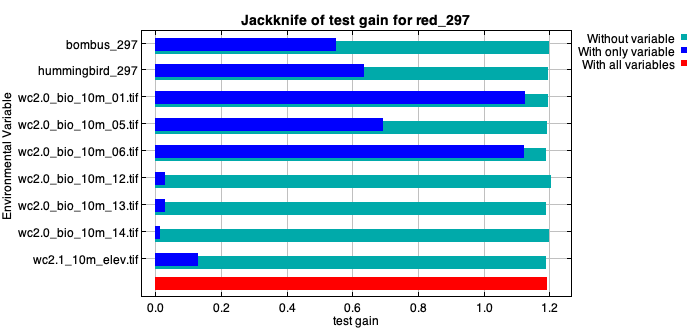 Jackknife of test gain for red_297
Without variable
With only variable
With all variables
Environmental Variable
bombus_297
hummingbird_297
wc2.0_bio_10m_01.tif
wc2.0_bio_10m_05.tif
wc2.0_bio_10m_06.tif
wc2.0_bio_10m_12.tif
wc2.0_bio_10m_13.tif
wc2.0_bio_10m_14.tif
wc2.1_10m_elev.tif
0.0 0.2 0.4 0.6 0.8 1.0 1.2
test gain